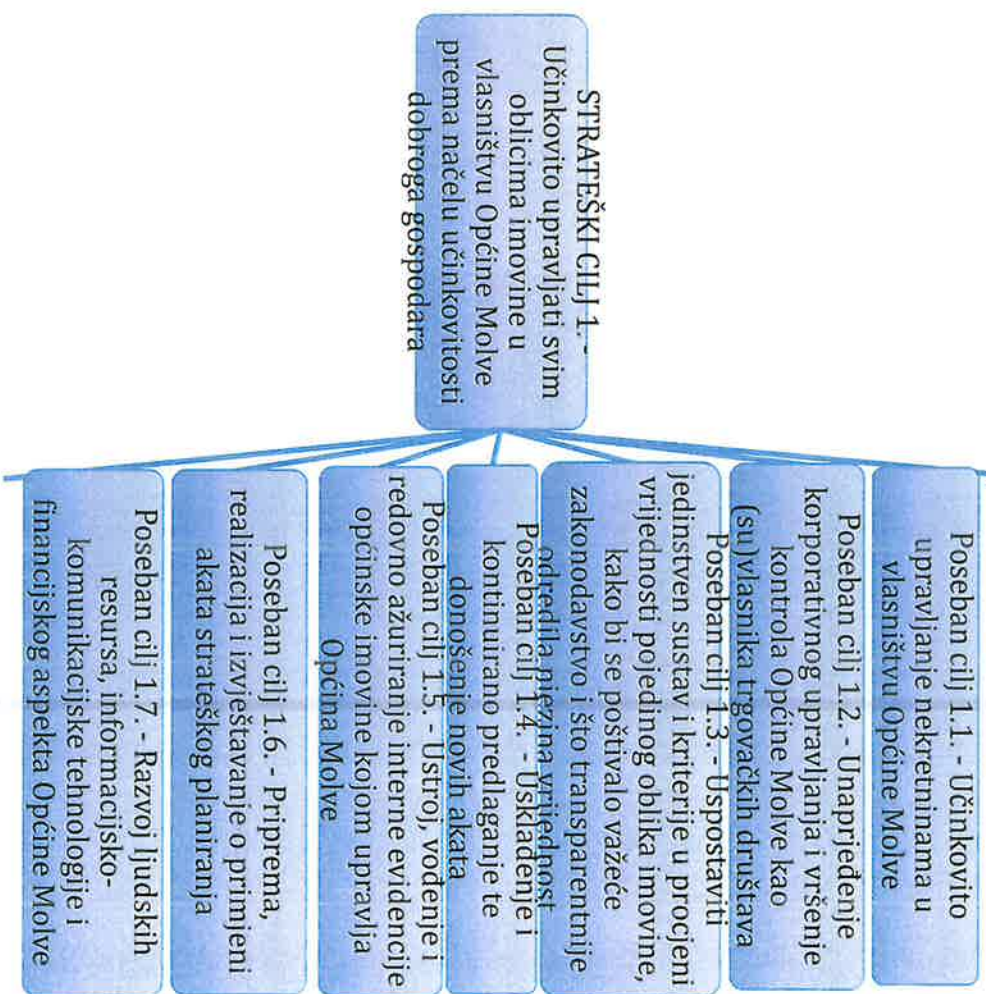 STRATEŠKI CILJ 1. -
Učinkovito upravljati svim
oblicima imovine u
vlasništvu Općine Molve
prema načelu učinkovitosti
dobroga gospodara
Poseban cilj 1.1. - Učinkovito
upravljanje nekretninama u
vlasništvu Općine Molve
Poseban cilj 1.2. - Unaprjeđenje
korporativnog upravljanja i vršenje
kontrola Općine Molve kao
(su)vlasnika trgovačkih društava
Poseban cilj 1.3. - Uspostaviti
jedinstven sustav i kriterije u procjeni
vrijednosti pojedinog oblika imovine,
kako bi se poštivalo važeće
zakonodavstvo i što transparentnije
odredila njezina vrijednost
Poseban cilj 1.4. - Usklađenje i
kontinuirano predlaganje te
donošenje novih akata
Poseban cilj 1.5. - Ustroj, vođenje i
redovno ažuriranje interne evidencije
općinske imovine kojom upravlja
Općina Molve
Poseban cilj 1.6. - Priprema,
realizacija i izvještavanje o primjeni
akata strateškog planiranja
Poseban cilj 1.7. - Razvoj ljudskih
resursa, informacijsko-
komunikacijske tehnologije i
financijskog aspekta Općine Molve